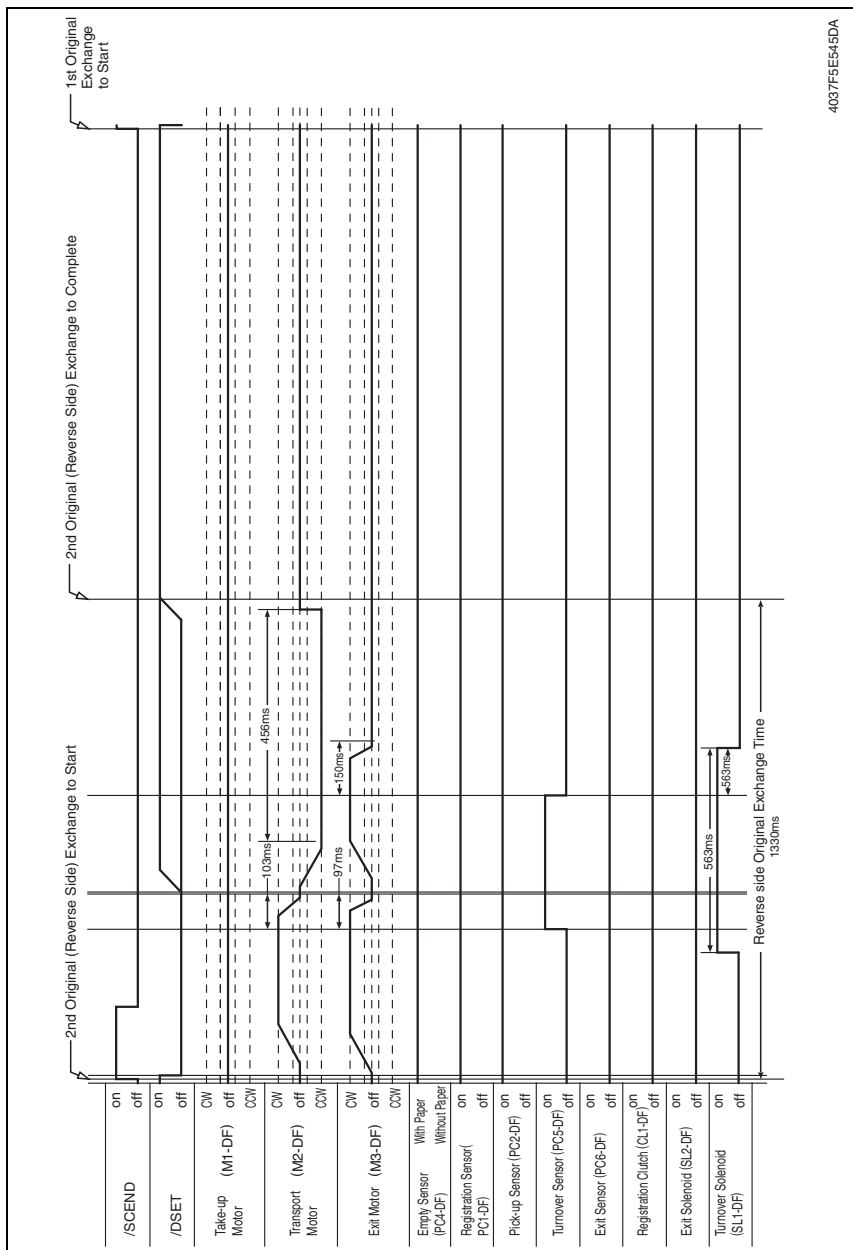 1st Original
Exchange
to Start
2nd Original (Reverse Side) Exchange to Complete
2nd Original (Reverse Side) Exchange to Start
456ms
103ms
150ms
97ms
563ms
563ms
Reverse side Original Exchange Time
1330ms
/SCEND
on
off
/DSET
on
off
Take-up
Motor
(M1-DF)
CW
off
CCW
Transport
Motor
(M2-DF)
CW
off
CCW
Exit Motor
(M3-DF)
CW
off
CCW
Empty Sensor
(PC4-DF)
With Paper
Without Paper
Registration Sensor(
PC1-DF)
on
off
Pick-up Sensor (PC2-DF)
on
off
Turnover Sensor (PC5-DF)
on
off
Exit Sensor (PC6-DF)
on
off
Registration Clutch (CL1-DF)
on
off
Exit Solenoid (SL2-DF)
on
off
Turnover Solenoid
(SL1-DF)
on
off
4037F5E545DA